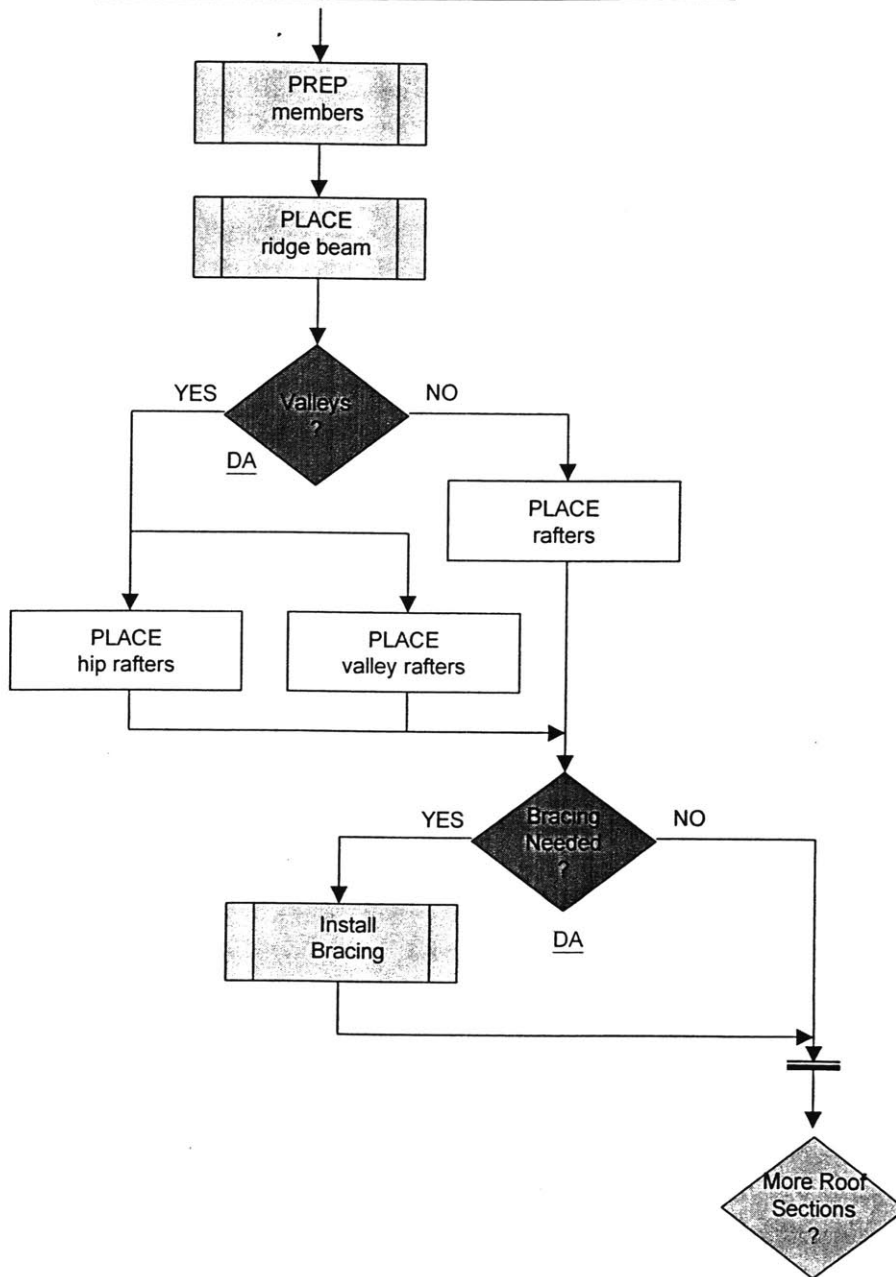 PREP
members
PLACE
ridge beam
YES
Valleys
?
NO
DA
PLACE
rafters
PLACE
hip rafters
PLACE
valley rafters
YES
Bracing
Needed
?
NO
DA
Install
Bracing
More Roof
Sections
?